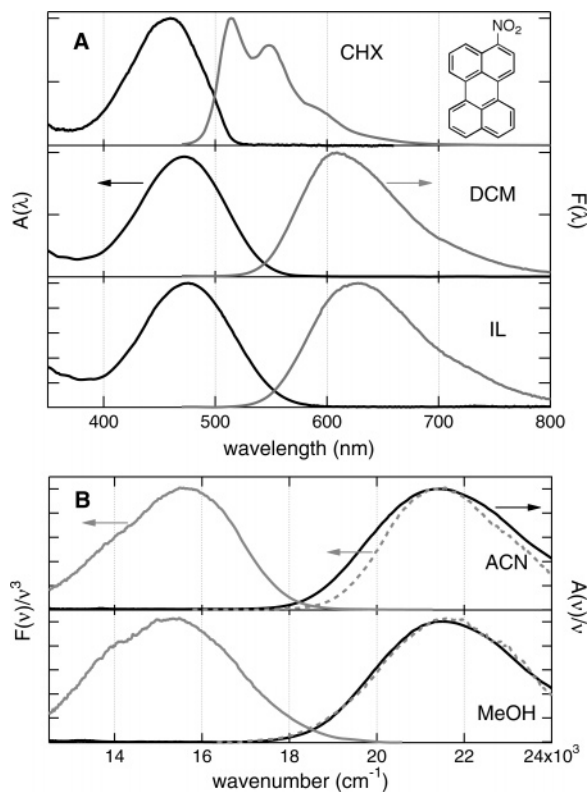 A
CHX
NO₂
DCM
IL
A(λ)
F(λ)
400 500 600 700 800
wavelength (nm)
B
ACN
MeOH
F(ν)/ν³
A(ν)/ν
14 16 18 20 22 24x10³
wavenumber (cm⁻¹)